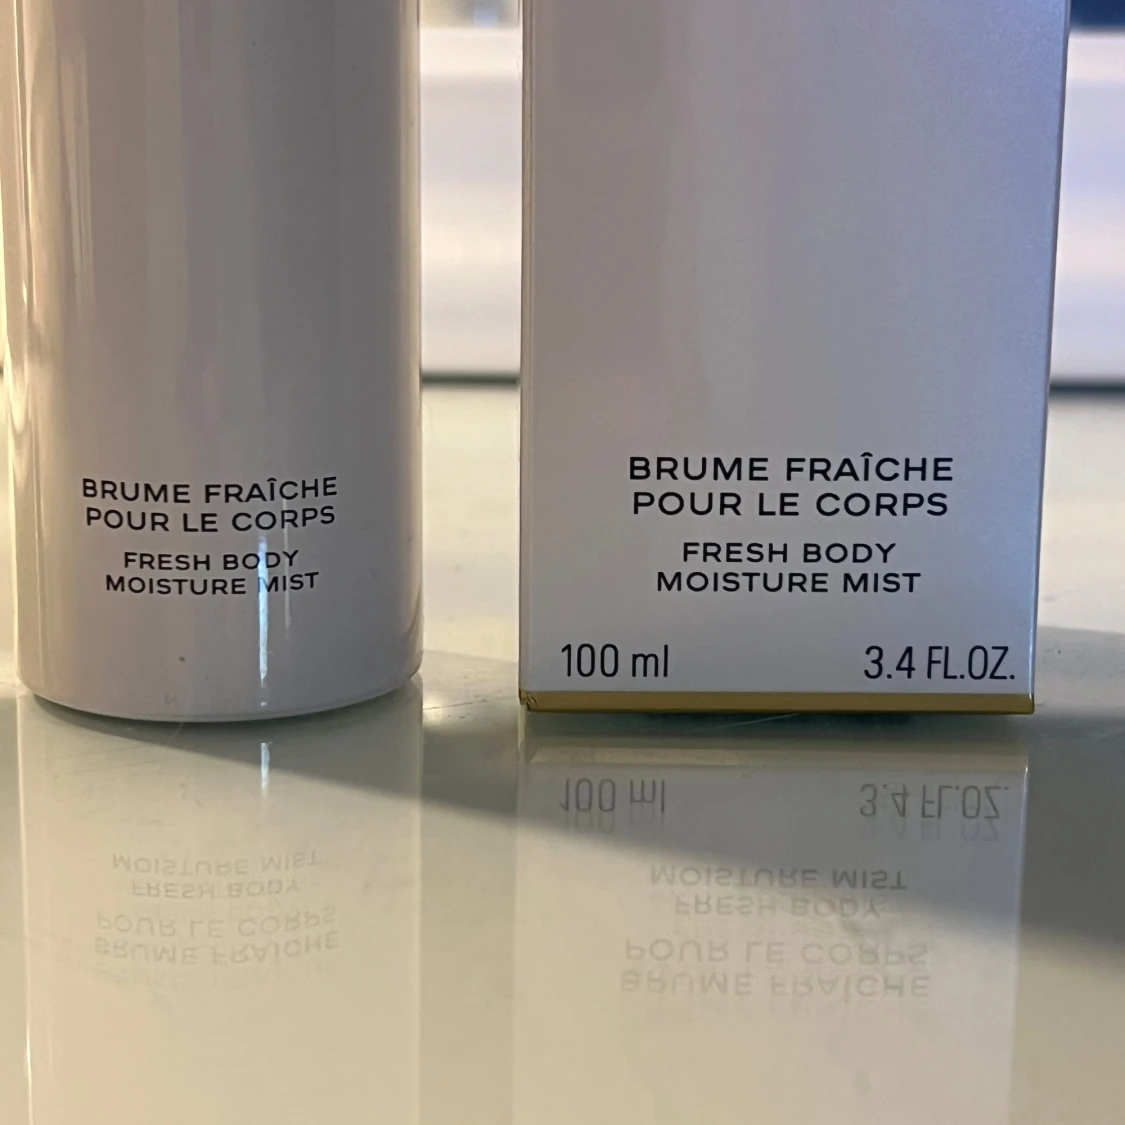 BRUME FRAÎCHE
POUR LE CORPS
FRESH BODY
MOISTURE MIST
BRUME FRAÎCHE
POUR LE CORPS
FRESH BODY
MOISTURE MIST
100 ml 3.4 FL.OZ.